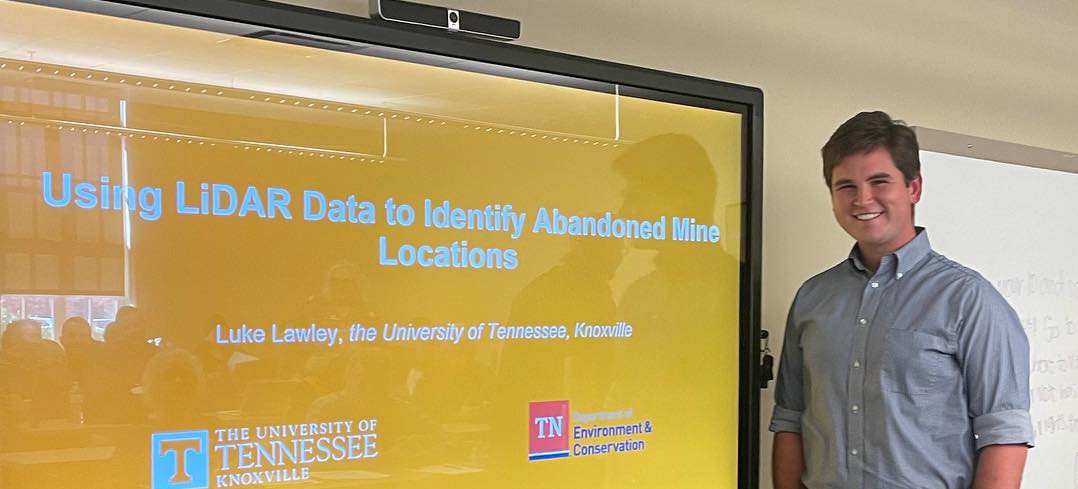 Using LiDAR Data to Identify Abandoned Mine
Locations
Luke Lawley, the University of Tennessee, Knoxville
T
THE UNIVERSITY OF
TENNESSEE
KNOXVILLE
TN
Department of
Environment &
Conservation